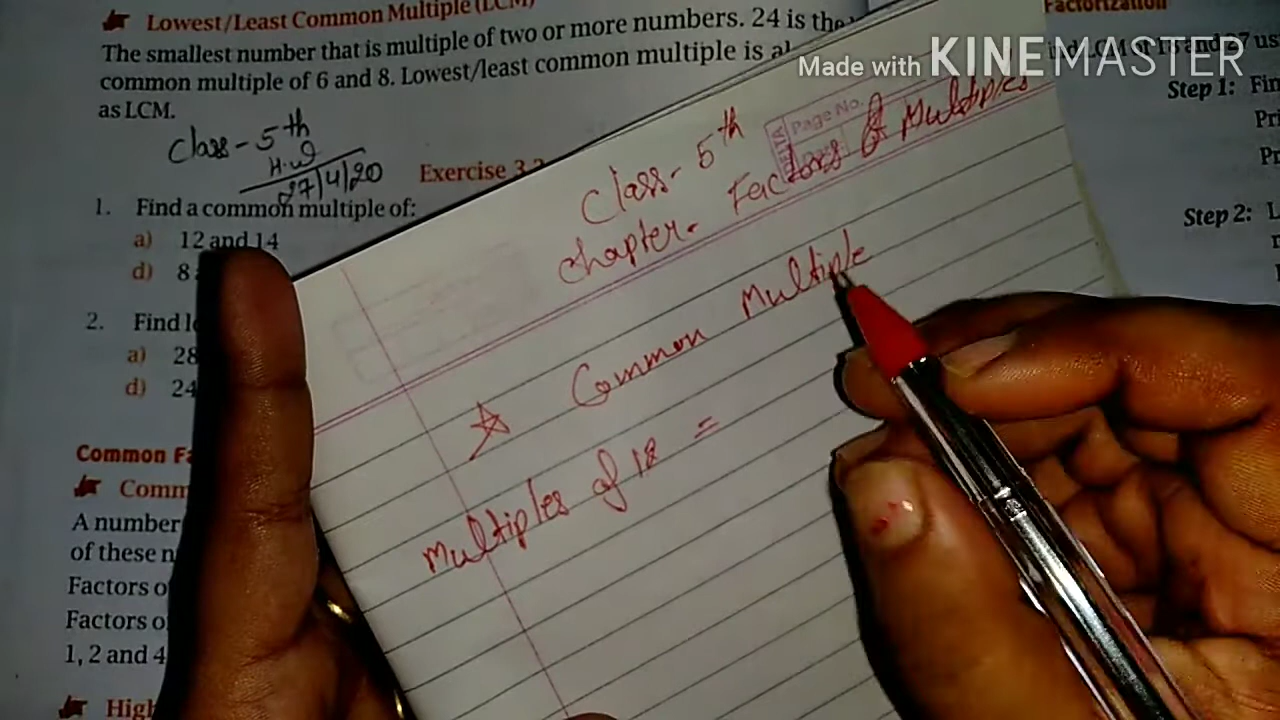 Lowest/Least Common Multiple (LCM)
The smallest number that is multiple of two or more numbers. 24 is the
common multiple of 6 and 8. Lowest/least common multiple is al
as LCM.
Class - 5th
H.W
27/4/20
Exercise 3.2
1. Find a common multiple of:
a) 12 and 14
d) 8
2. Find l
a) 28
d) 24
Common Fa
Comm
A number
of these n
Factors o
Factors o
1, 2 and 4
High
Made with KINEMASTER
Page No.
Class - 5th
Chapter - Factors & Multiples
Common Multiple
Multiples of 18 =
Factorization
Step 1: Fin
Pri
Pr
Step 2: L